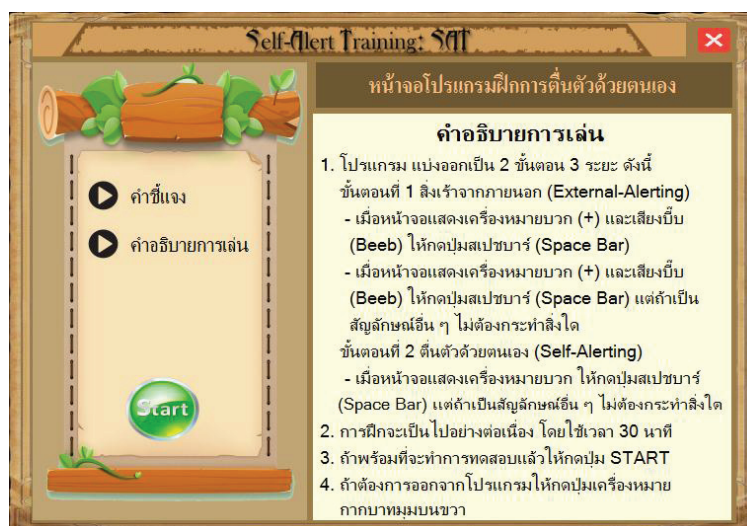 Self-Alert Training: SAT
หน้าจอโปรแกรมฝึกการตื่นตัวด้วยตนเอง
คำชี้แจง
คำอธิบายการเล่น
Start
คำอธิบายการเล่น
1. โปรแกรม แบ่งออกเป็น 2 ขั้นตอน 3 ระยะ ดังนี้
ขั้นตอนที่ 1 สิ่งเร้าจากภายนอก (External-Alerting)
- เมื่อหน้าจอแสดงเครื่องหมายบวก (+) และเสียงบี๊บ
(Beeb) ให้กดปุ่มสเปซบาร์ (Space Bar)
- เมื่อหน้าจอแสดงเครื่องหมายบวก (+) และเสียงบี๊บ
(Beeb) ให้กดปุ่มสเปซบาร์ (Space Bar) แต่ถ้าเป็น
สัญลักษณ์อื่น ๆ ไม่ต้องกระทำสิ่งใด
ขั้นตอนที่ 2 ตื่นตัวด้วยตนเอง (Self-Alerting)
- เมื่อหน้าจอแสดงเครื่องหมายบวก ให้กดปุ่มสเปซบาร์
(Space Bar) แต่ถ้าเป็นสัญลักษณ์อื่น ๆ ไม่ต้องกระทำสิ่งใด
2. การฝึกจะเป็นไปอย่างต่อเนื่อง โดยใช้เวลา 30 นาที
3. ถ้าพร้อมที่จะทำการทดสอบแล้วให้กดปุ่ม START
4. ถ้าต้องการออกจากโปรแกรมให้กดปุ่มเครื่องหมาย
กากบาทมุมบนขวา